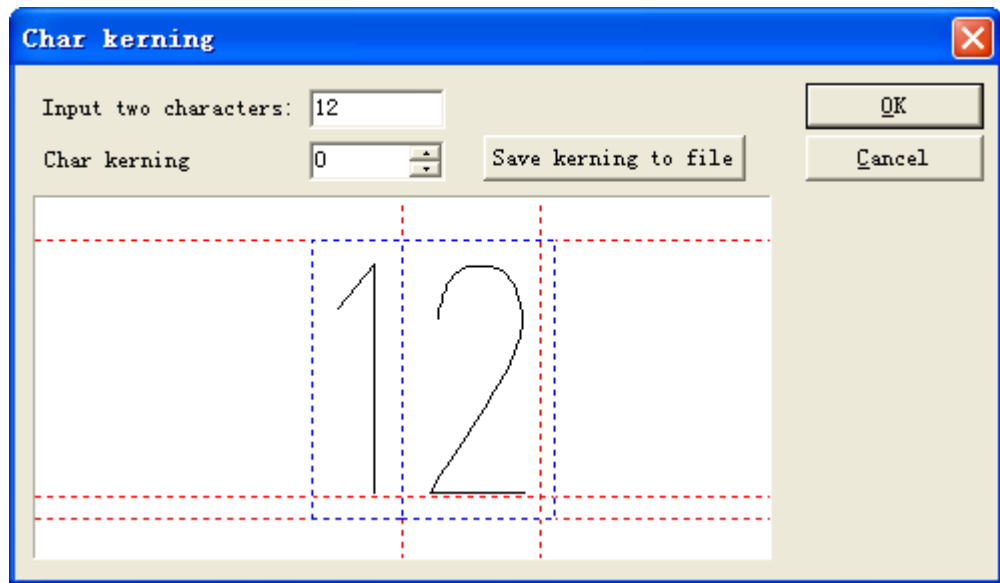 Char kerning
Input two characters: 12 OK
Char kerning 0 Save kerning to file Cancel
12